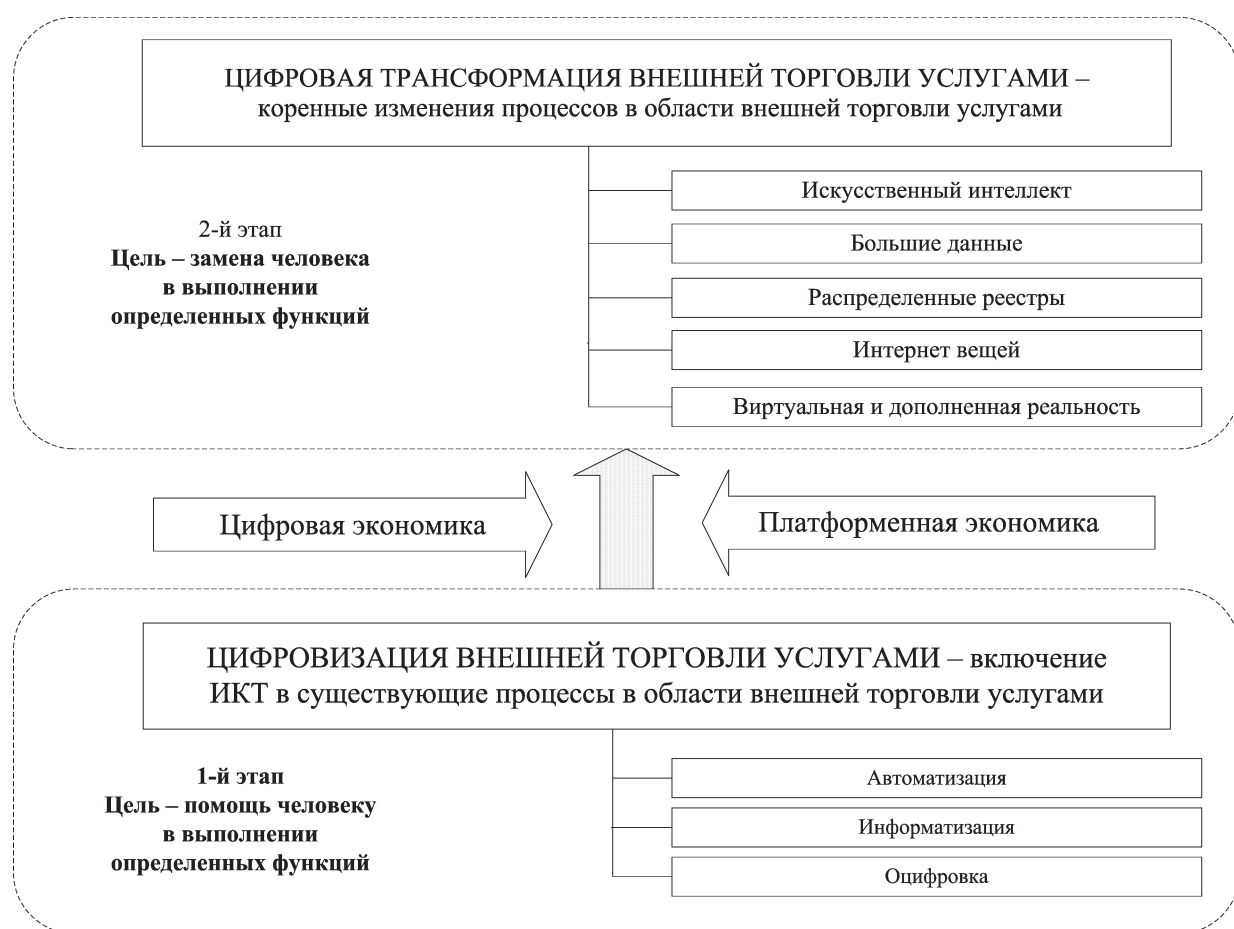 ЦИФРОВАЯ ТРАНСФОРМАЦИЯ ВНЕШНЕЙ ТОРГОВЛИ УСЛУГАМИ –
коренные изменения процессов в области внешней торговли услугами
2-й этап
Цель – замена человека
в выполнении
определенных функций
Искусственный интеллект
Большие данные
Распределенные реестры
Интернет вещей
Виртуальная и дополненная реальность
Цифровая экономика
Платформенная экономика
ЦИФРОВИЗАЦИЯ ВНЕШНЕЙ ТОРГОВЛИ УСЛУГАМИ – включение
ИКТ в существующие процессы в области внешней торговли услугами
1-й этап
Цель – помощь человеку
в выполнении
определенных функций
Автоматизация
Информатизация
Оцифровка